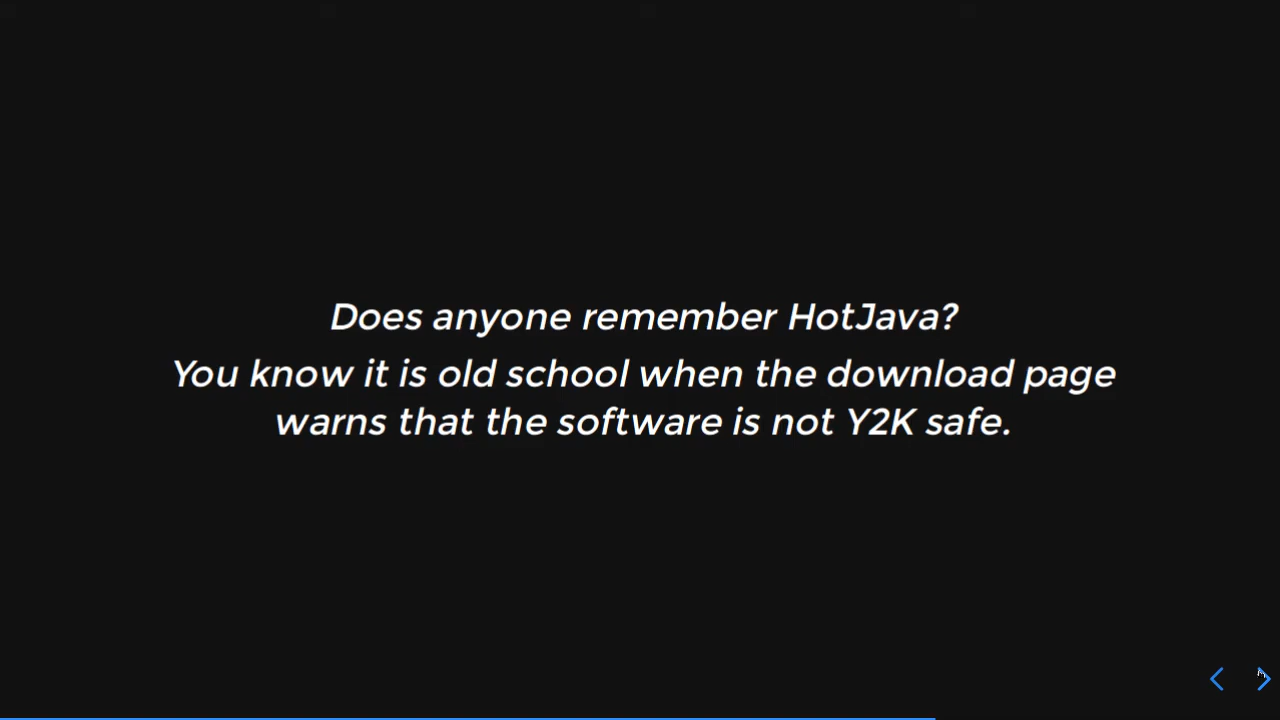 Does anyone remember HotJava?
You know it is old school when the download page
warns that the software is not Y2K safe.